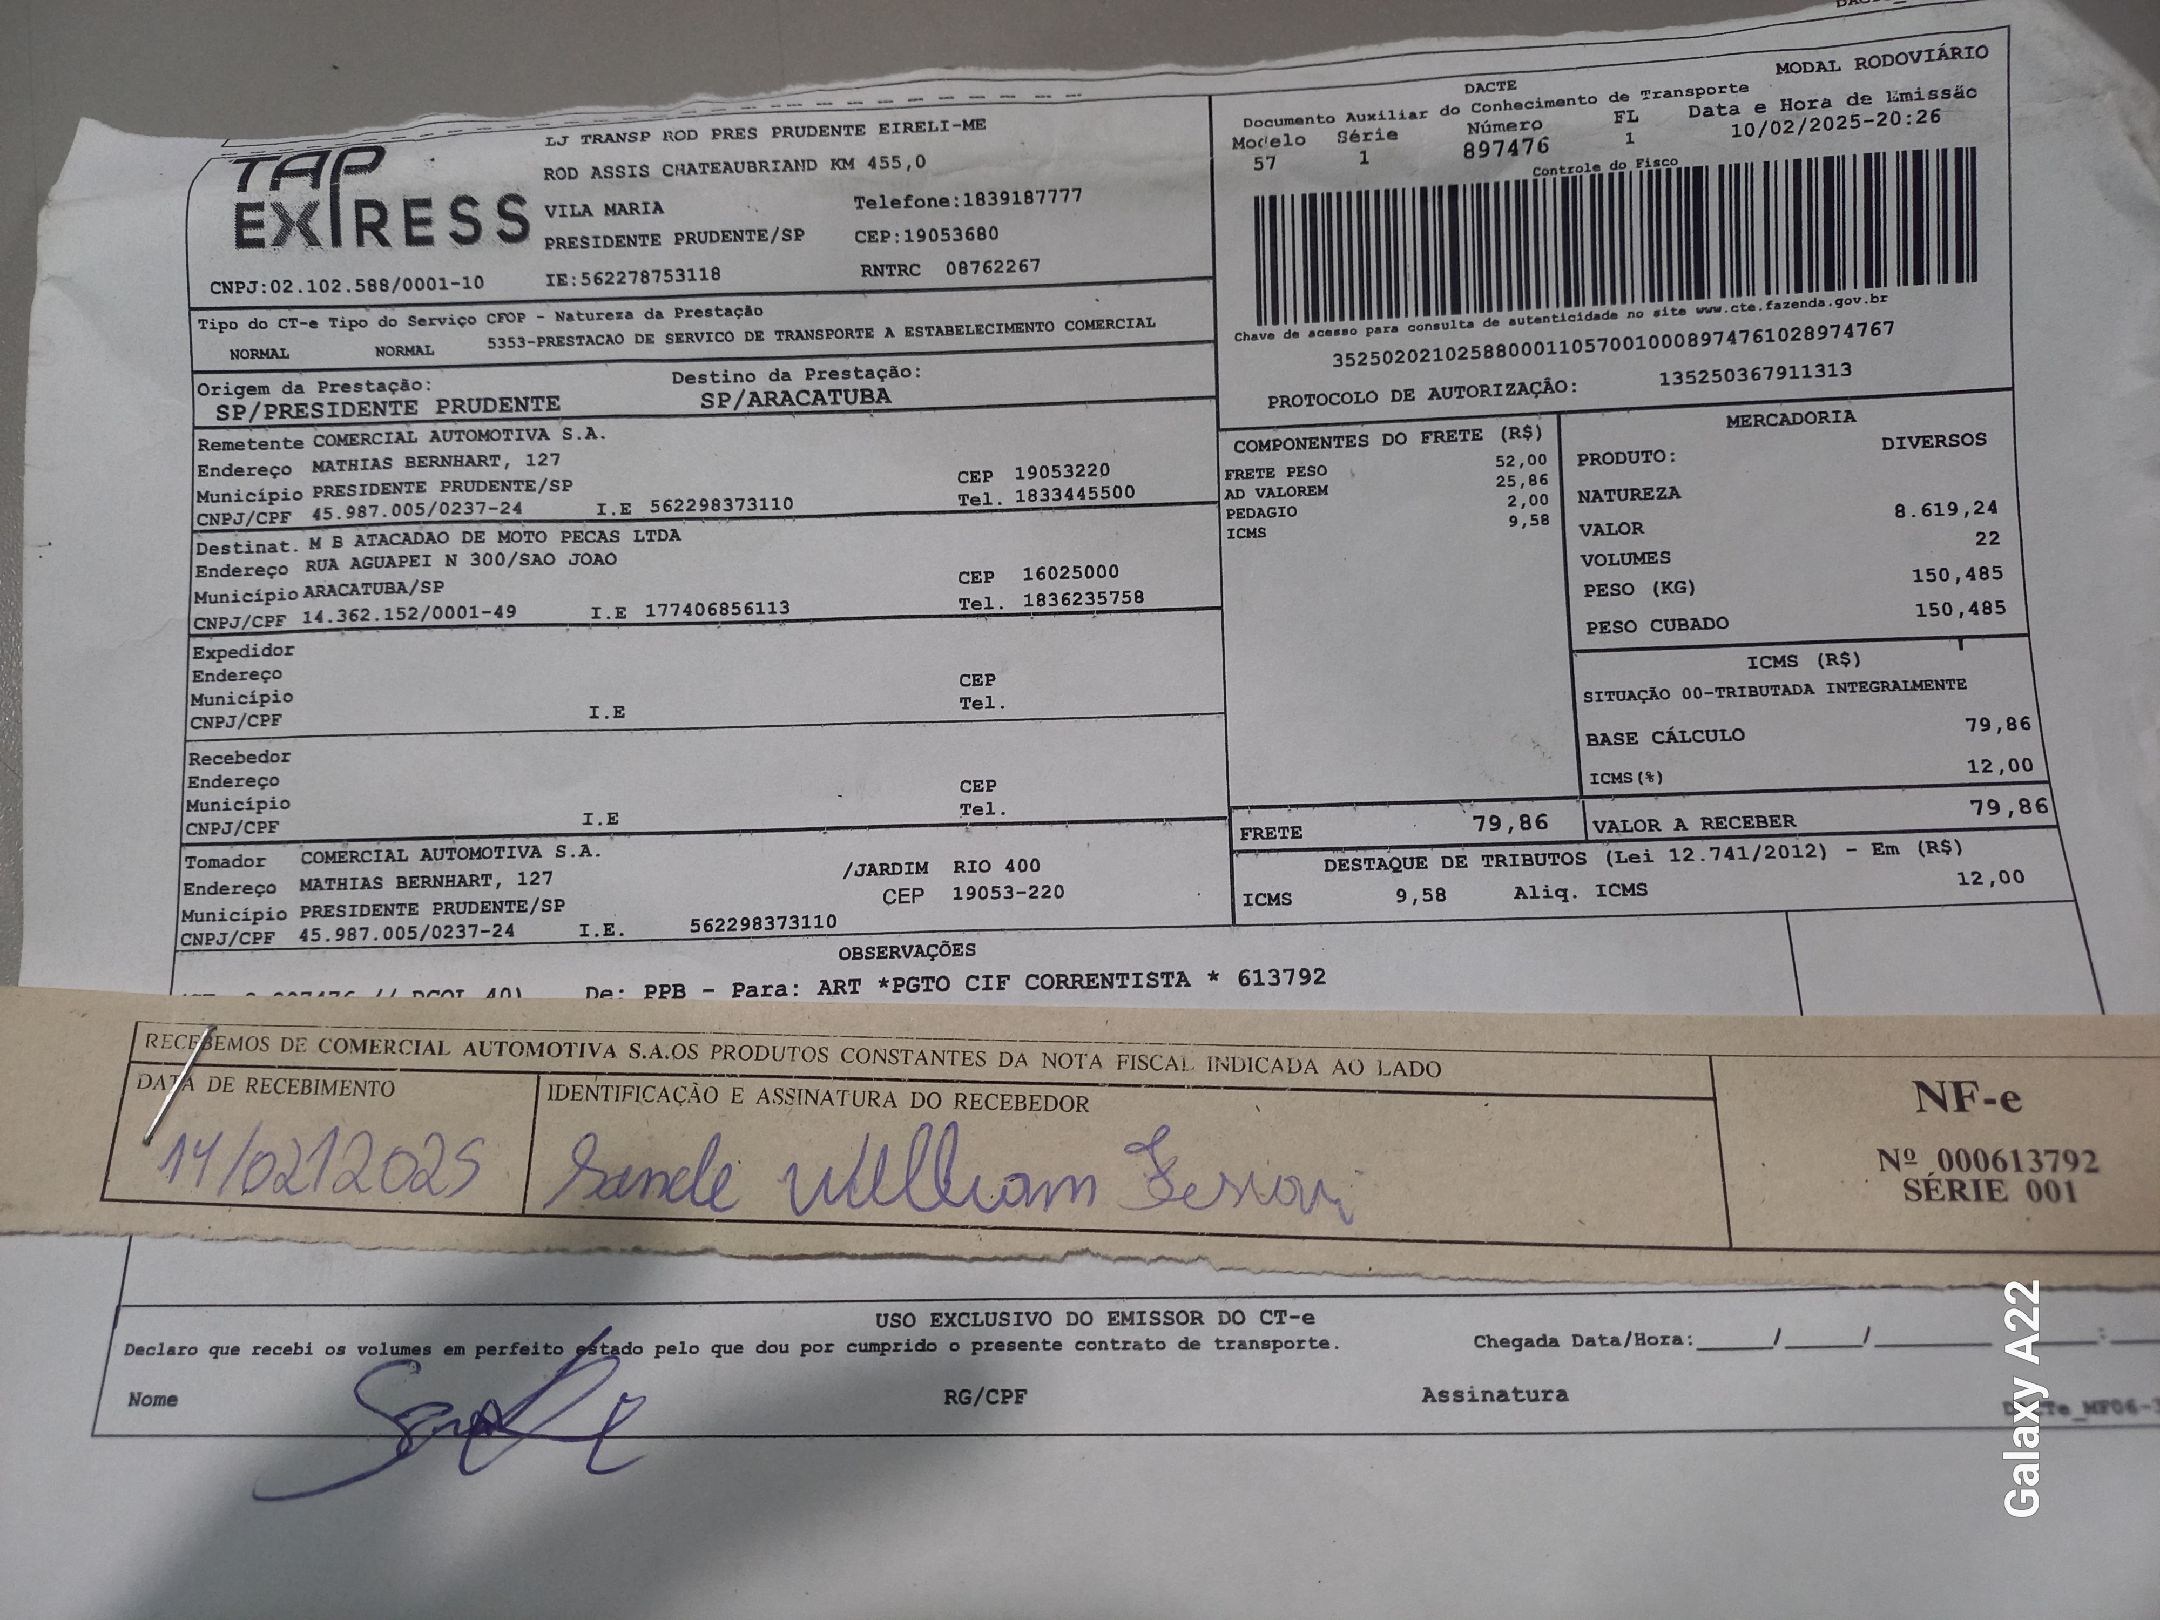 MODAL RODOVIÁRIO
DACTE
Documento Auxiliar do Conhecimento de Transporte
Modelo Série Número FL Data e Hora de Emissão
57 1 897476 1 10/02/2025-20:26
Controle do Fisco
TAP EXPRESS
LJ TRANSP ROD PRES PRUDENTE EIRELI-ME
ROD ASSIS CHATEAUBRIAND KM 455,0
VILA MARIA Telefone:1839187777
PRESIDENTE PRUDENTE/SP CEP:19053680
CNPJ:02.102.588/0001-10 IE:562278753118 RNTRC 08762267
Chave de acesso para consulta de autenticidade no site www.cte.fazenda.gov.br
35250202102588000110570010008974761028974767
PROTOCOLO DE AUTORIZAÇÃO: 135250367911313
Tipo do CT-e Tipo do Serviço CFOP - Natureza da Prestação
NORMAL NORMAL 5353-PRESTACAO DE SERVICO DE TRANSPORTE A ESTABELECIMENTO COMERCIAL
Origem da Prestação: Destino da Prestação:
SP/PRESIDENTE PRUDENTE SP/ARACATUBA
Remetente COMERCIAL AUTOMOTIVA S.A.
Endereço MATHIAS BERNHART, 127 CEP 19053220
Município PRESIDENTE PRUDENTE/SP Tel. 1833445500
CNPJ/CPF 45.987.005/0237-24 I.E 562298373110
Destinat. M B ATACADAO DE MOTO PECAS LTDA
Endereço RUA AGUAPEI N 300/SAO JOAO CEP 16025000
Município ARACATUBA/SP Tel. 1836235758
CNPJ/CPF 14.362.152/0001-49 I.E 177406856113
Expedidor
Endereço CEP
Município Tel.
CNPJ/CPF I.E
Recebedor
Endereço CEP
Município Tel.
CNPJ/CPF I.E
Tomador COMERCIAL AUTOMOTIVA S.A. /JARDIM RIO 400
Endereço MATHIAS BERNHART, 127 CEP 19053-220
Município PRESIDENTE PRUDENTE/SP
CNPJ/CPF 45.987.005/0237-24 I.E. 562298373110
COMPONENTES DO FRETE (R$)
FRETE PESO 52,00
AD VALOREM 25,86
PEDAGIO 2,00
ICMS 9,58
MERCADORIA
PRODUTO: DIVERSOS
NATUREZA
VALOR 8.619,24
VOLUMES 22
PESO (KG) 150,485
PESO CUBADO 150,485
ICMS (R$)
SITUAÇÃO 00-TRIBUTADA INTEGRALMENTE
BASE CÁLCULO 79,86
ICMS(%) 12,00
FRETE 79,86 VALOR A RECEBER 79,86
DESTAQUE DE TRIBUTOS (Lei 12.741/2012) - Em (R$)
ICMS 9,58 Aliq. ICMS 12,00
OBSERVAÇÕES
De: PPB - Para: ART *PGTO CIF CORRENTISTA * 613792
RECEBEMOS DE COMERCIAL AUTOMOTIVA S.A.OS PRODUTOS CONSTANTES DA NOTA FISCAL INDICADA AO LADO
DATA DE RECEBIMENTO IDENTIFICAÇÃO E ASSINATURA DO RECEBEDOR
14/02/2025 William
NF-e
Nº 000613792
SÉRIE 001
USO EXCLUSIVO DO EMISSOR DO CT-e
Declaro que recebi os volumes em perfeito estado pelo que dou por cumprido o presente contrato de transporte. Chegada Data/Hora:____/____/______ ____:____
Nome RG/CPF Assinatura
Galaxy A22